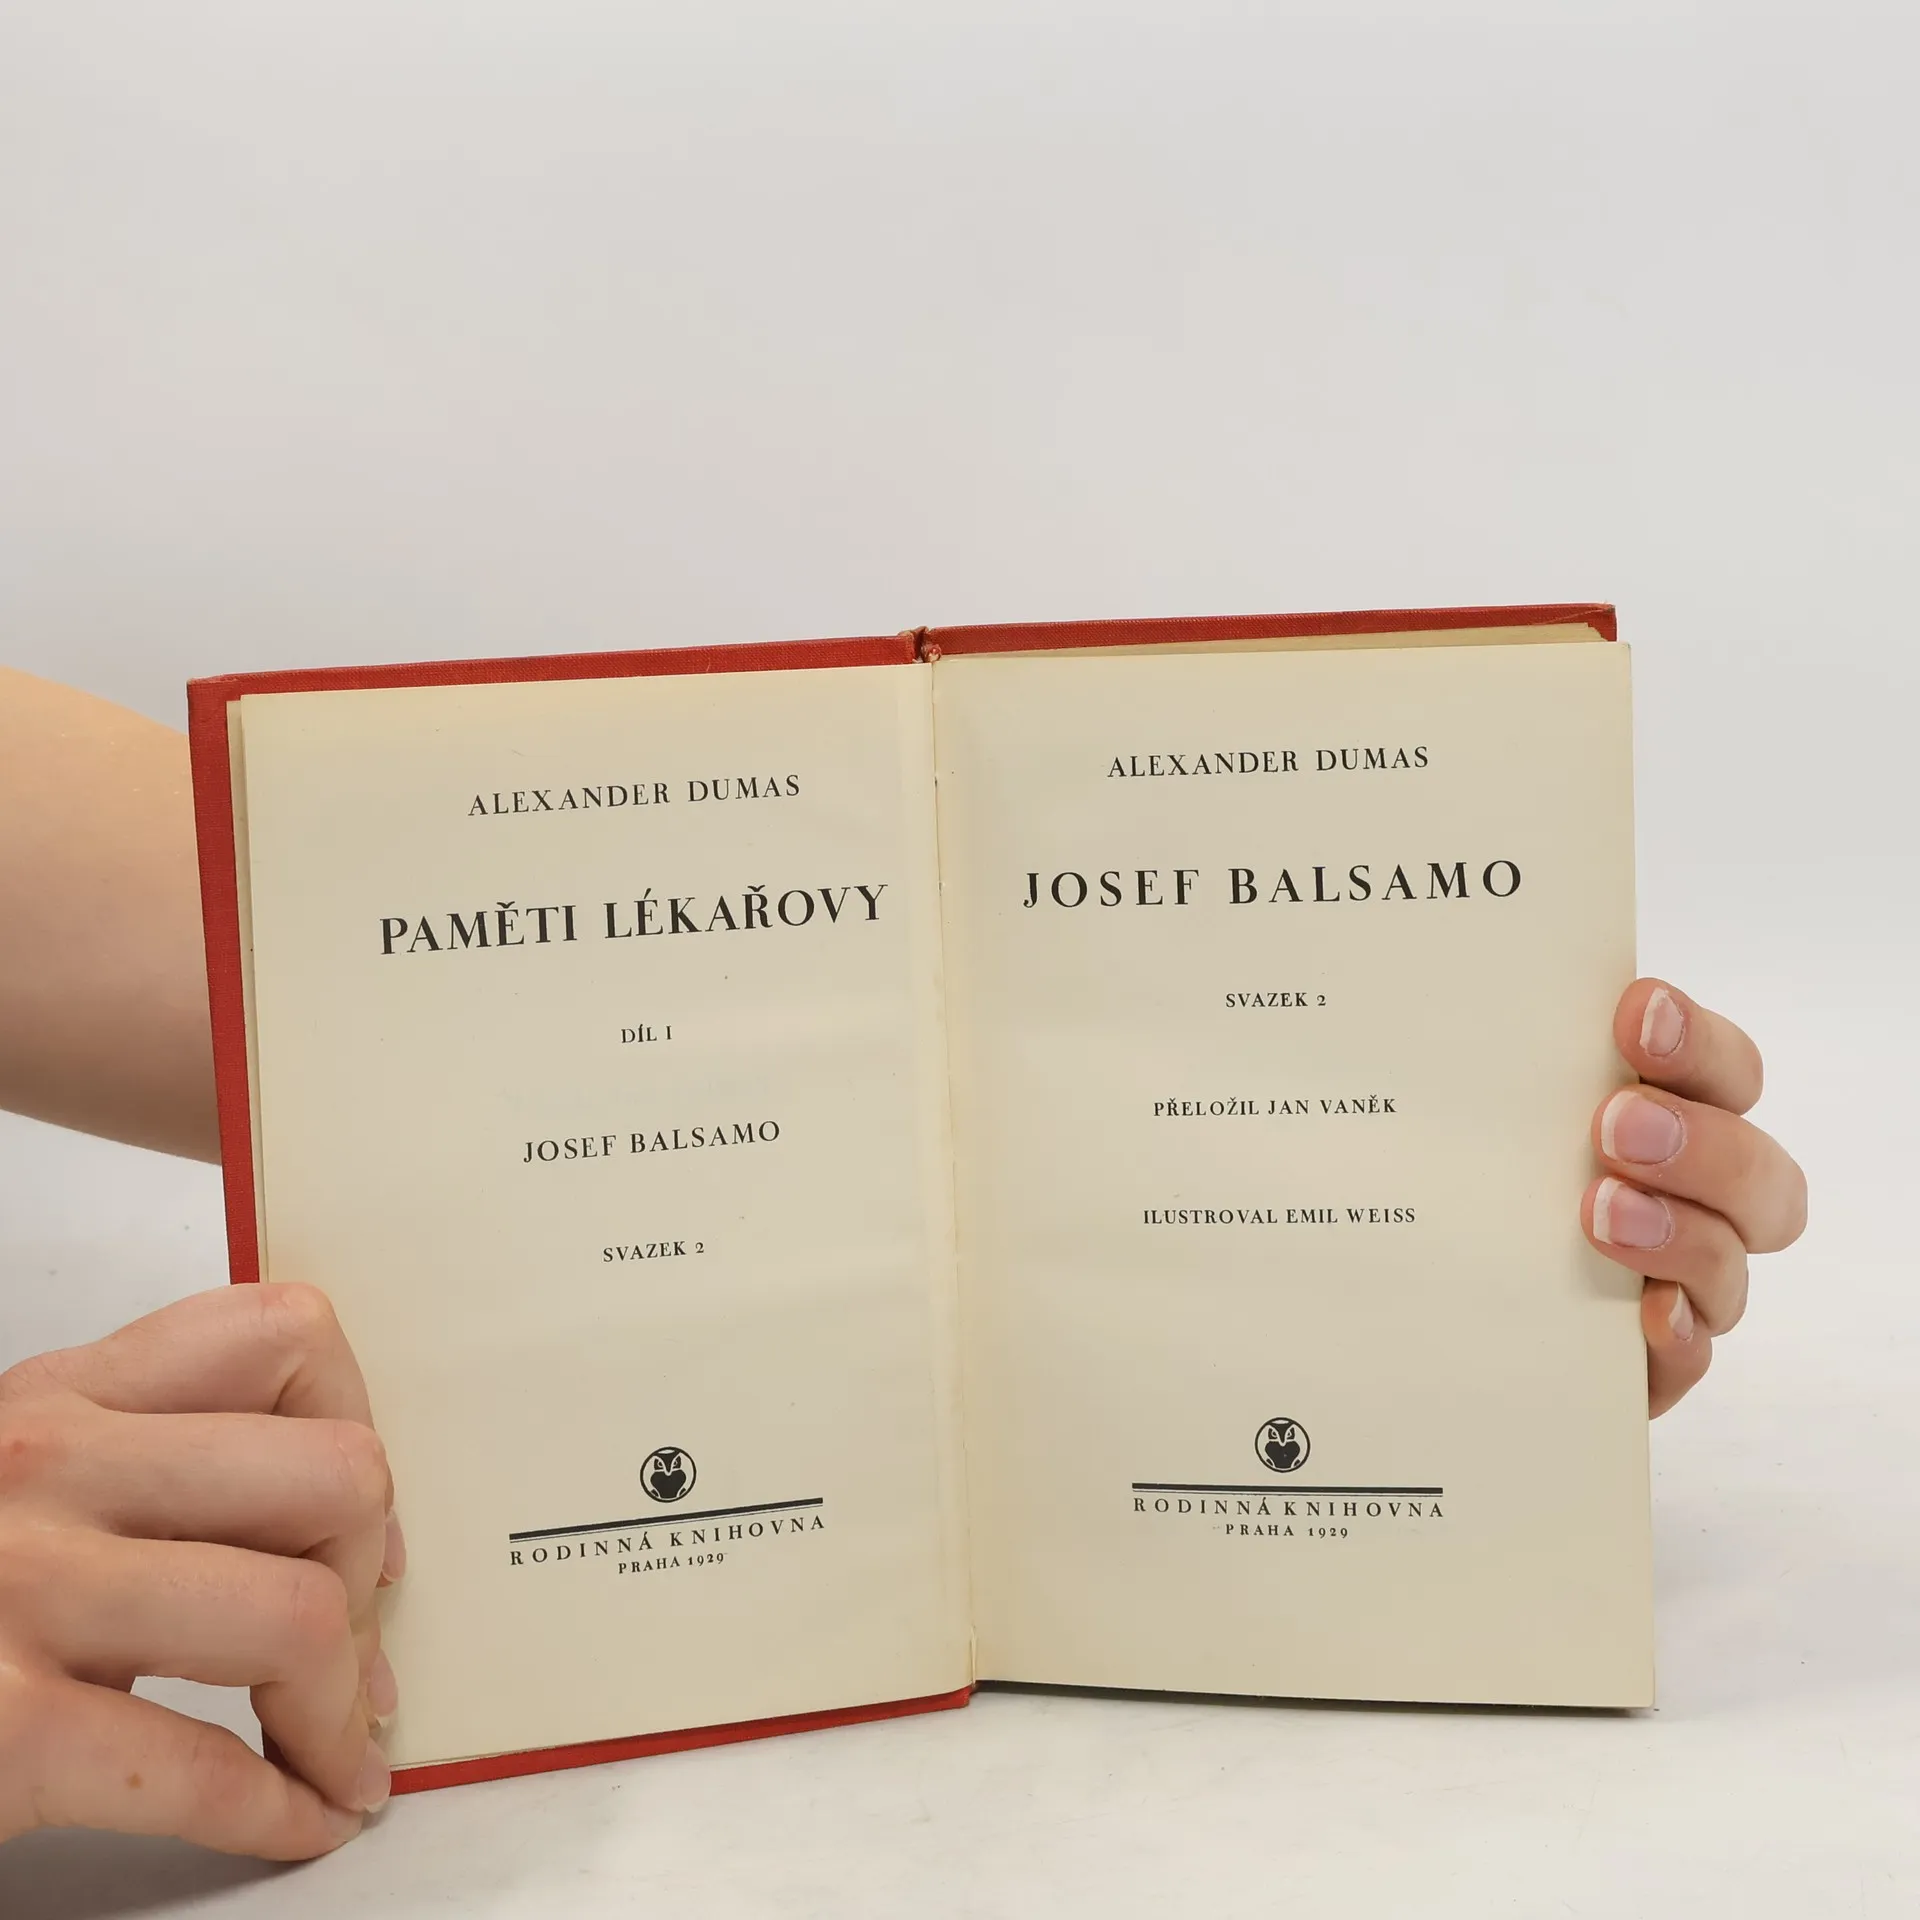 ALEXANDER DUMAS
PAMĚTI LÉKAŘOVY
DÍL I
JOSEF BALSAMO
SVAZEK 2
RODINNÁ KNIHOVNA
PRAHA 1929
ALEXANDER DUMAS
JOSEF BALSAMO
SVAZEK 2
PŘELOŽIL JAN VANĚK
ILUSTROVAL EMIL WEISS
RODINNÁ KNIHOVNA
PRAHA 1929